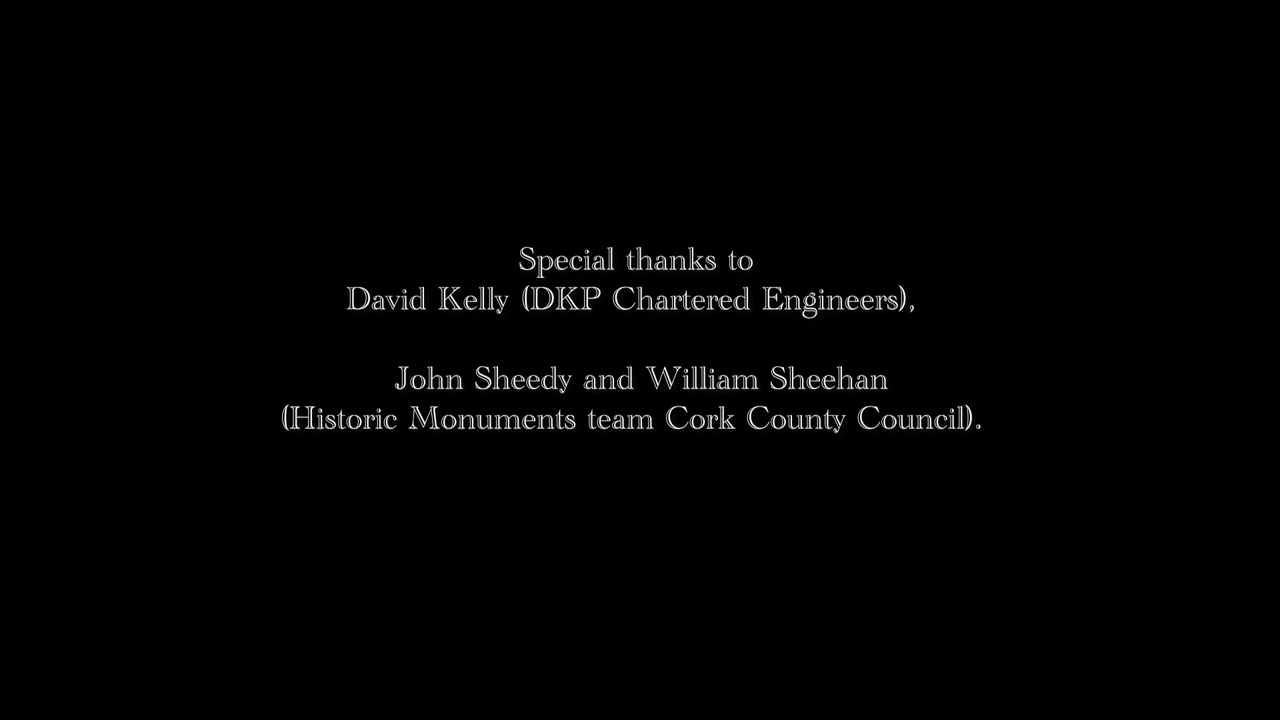 Special thanks to
David Kelly (DKP Chartered Engineers),
John Sheedy and William Sheehan
(Historic Monuments team Cork County Council).